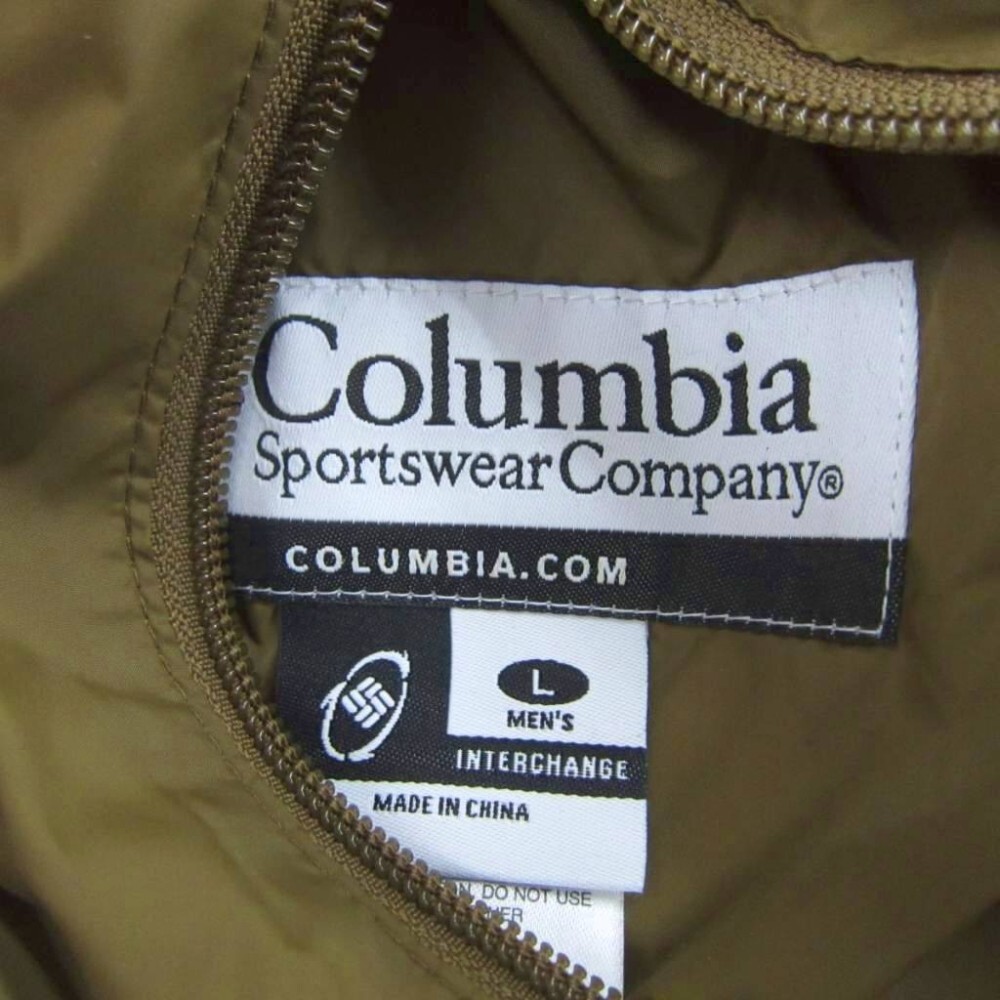 Columbia
Sportswear Company®
COLUMBIA.COM
L
MEN'S
INTERCHANGE
MADE IN CHINA
DO NOT USE